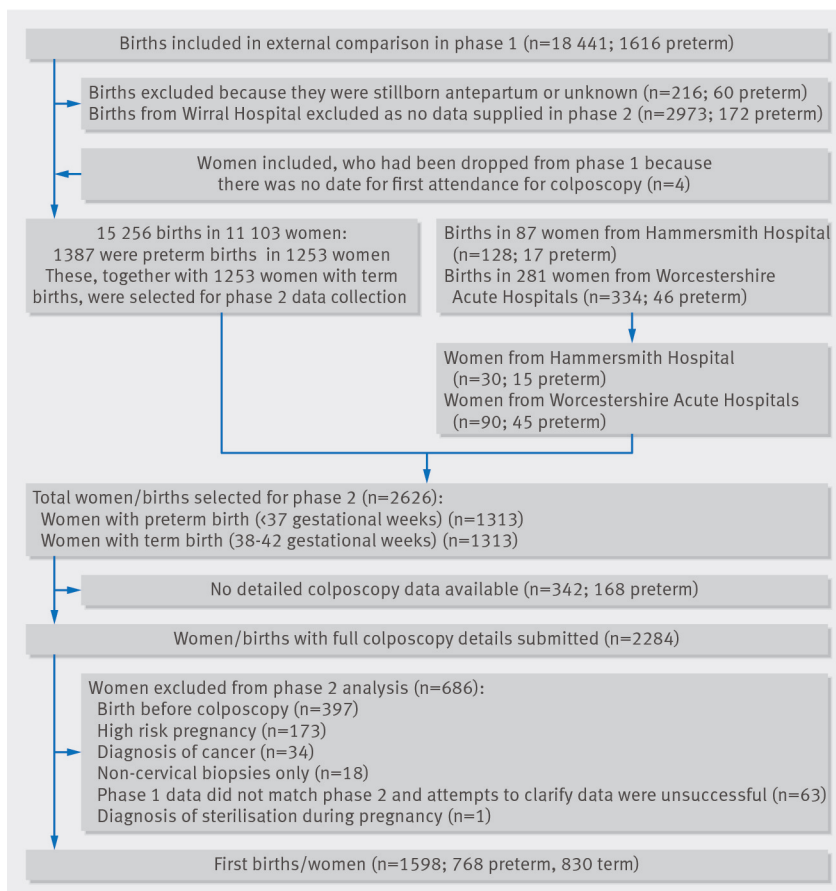 Births included in external comparison in phase 1 (n=18 441; 1616 preterm)
Births excluded because they were stillborn antepartum or unknown (n=216; 60 preterm)
Births from Wirral Hospital excluded as no data supplied in phase 2 (n=2973; 172 preterm)
Women included, who had been dropped from phase 1 because
there was no date for first attendance for colposcopy (n=4)
15 256 births in 11 103 women:
1387 were preterm births in 1253 women
These, together with 1253 women with term
births, were selected for phase 2 data collection
Births in 87 women from Hammersmith Hospital
(n=128; 17 preterm)
Births in 281 women from Worcestershire
Acute Hospitals (n=334; 46 preterm)
Women from Hammersmith Hospital
(n=30; 15 preterm)
Women from Worcestershire Acute Hospitals
(n=90; 45 preterm)
Total women/births selected for phase 2 (n=2626):
Women with preterm birth (<37 gestational weeks) (n=1313)
Women with term birth (38-42 gestational weeks) (n=1313)
No detailed colposcopy data available (n=342; 168 preterm)
Women/births with full colposcopy details submitted (n=2284)
Women excluded from phase 2 analysis (n=686):
Birth before colposcopy (n=397)
High risk pregnancy (n=173)
Diagnosis of cancer (n=34)
Non-cervical biopsies only (n=18)
Phase 1 data did not match phase 2 and attempts to clarify data were unsuccessful (n=63)
Diagnosis of sterilisation during pregnancy (n=1)
First births/women (n=1598; 768 preterm, 830 term)